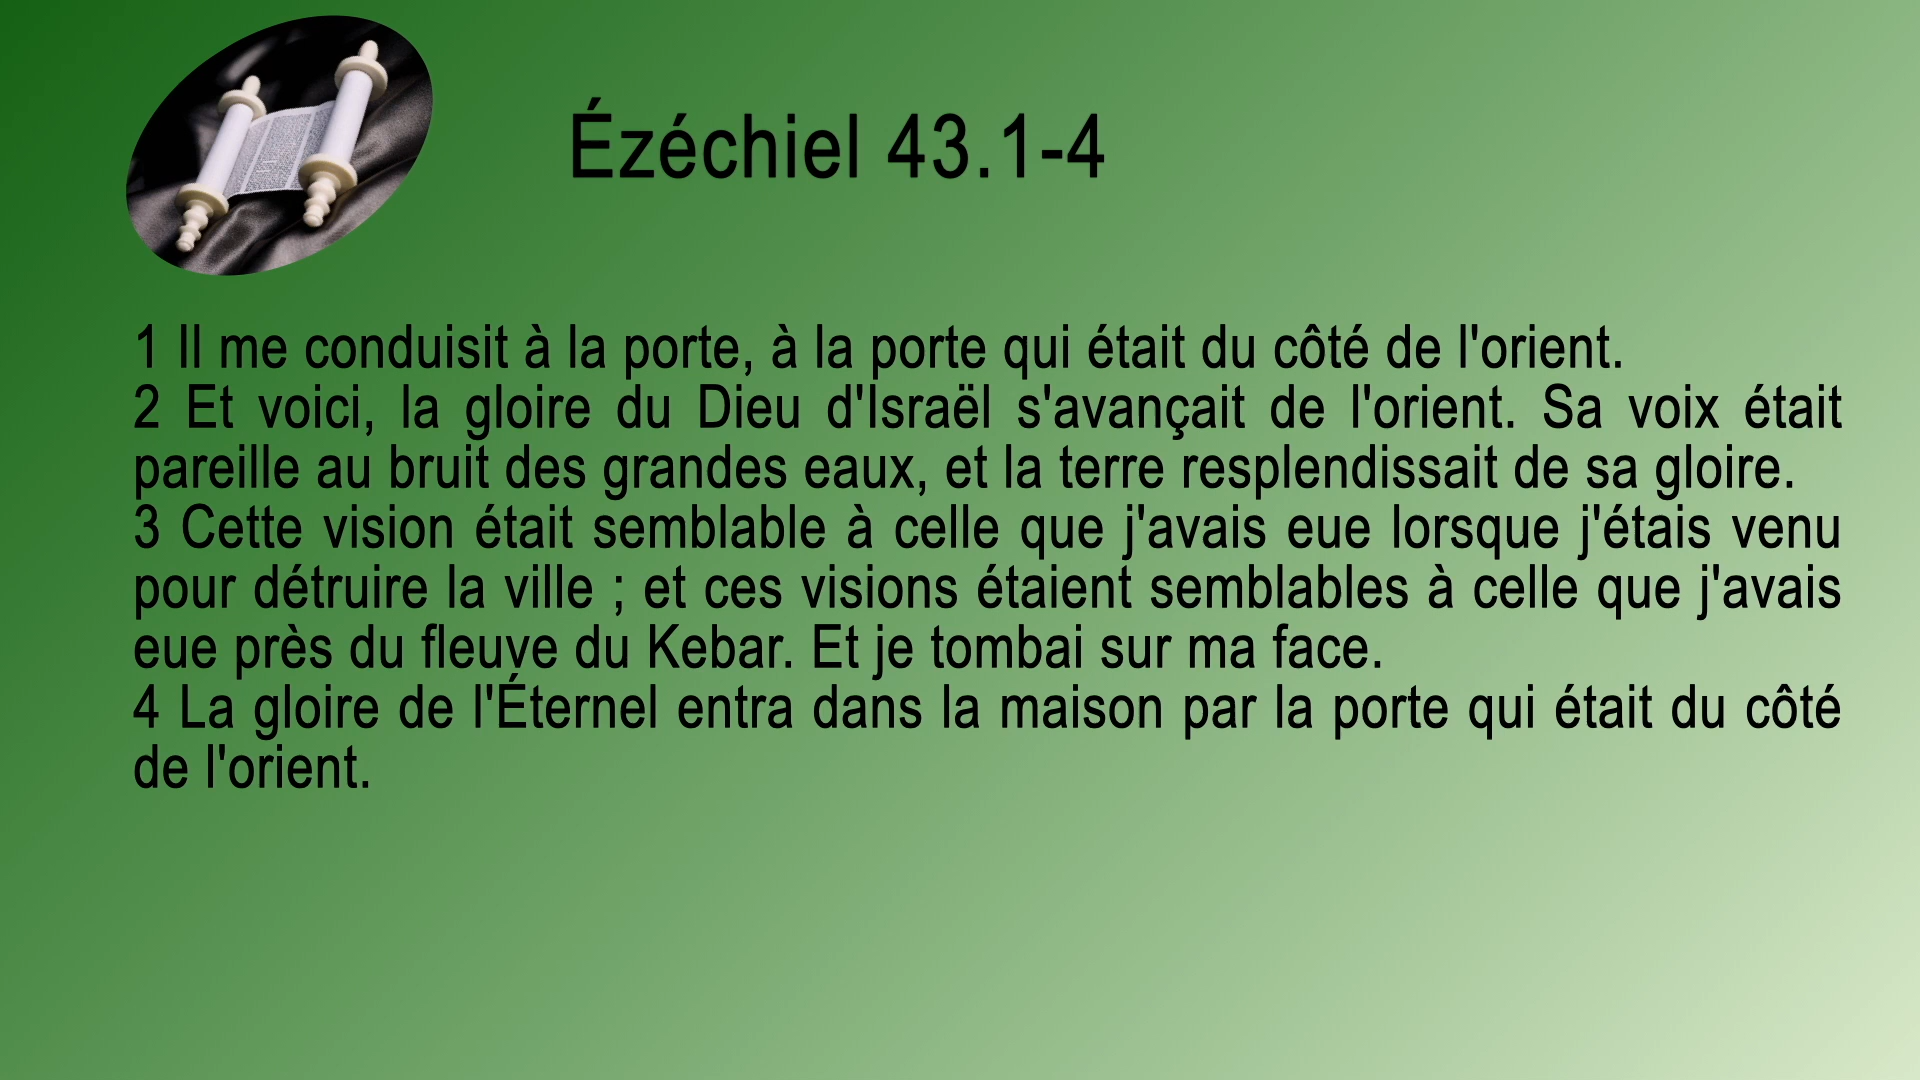 Ézéchiel 43.1-4
1 Il me conduisit à la porte, à la porte qui était du côté de l'orient.
2 Et voici, la gloire du Dieu d'Israël s'avançait de l'orient. Sa voix était
pareille au bruit des grandes eaux, et la terre resplendissait de sa gloire.
3 Cette vision était semblable à celle que j'avais eue lorsque j'étais venu
pour détruire la ville ; et ces visions étaient semblables à celle que j'avais
eue près du fleuve du Kebar. Et je tombai sur ma face.
4 La gloire de l'Éternel entra dans la maison par la porte qui était du côté
de l'orient.